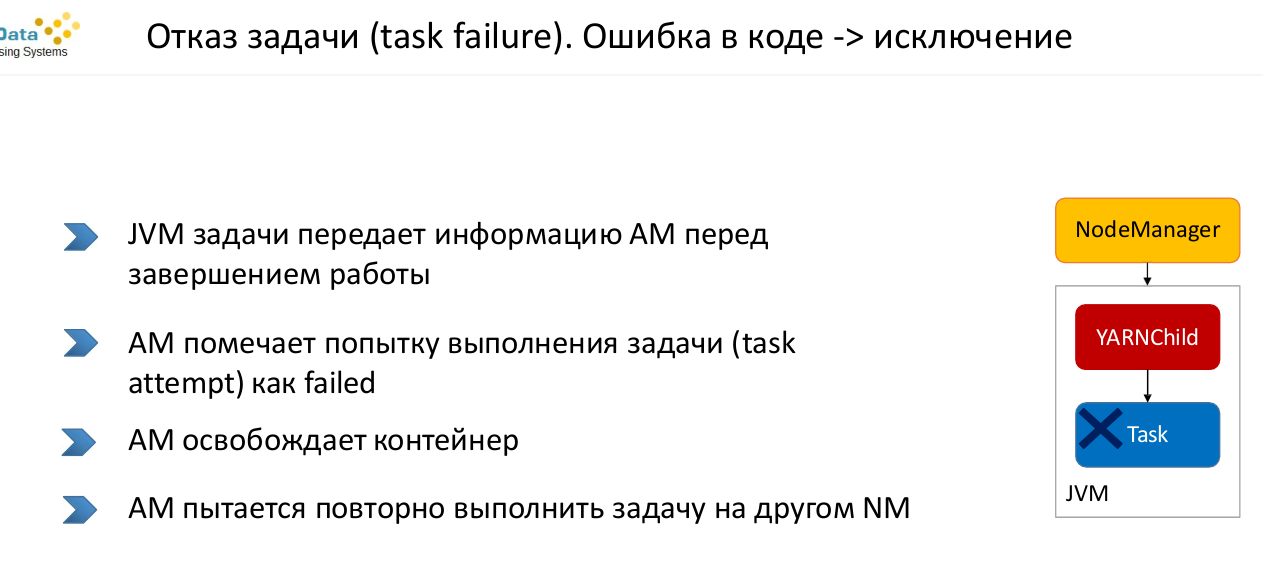 Data
sing Systems
Отказ задачи (task failure). Ошибка в коде -> исключение
JVM задачи передает информацию AM перед
завершением работы
AM помечает попытку выполнения задачи (task
attempt) как failed
AM освобождает контейнер
AM пытается повторно выполнить задачу на другом NM
NodeManager
YARNChild
Task
JVM